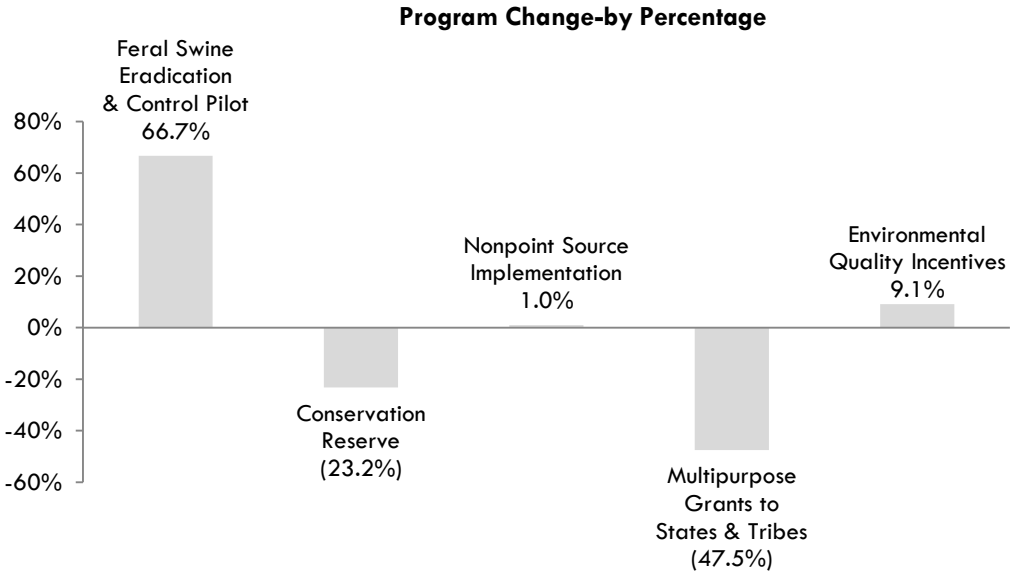 Program Change-by Percentage
Feral Swine
Eradication
& Control Pilot
66.7%
80%
60%
40%
20%
0%
-20%
-40%
-60%
Conservation
Reserve
(23.2%)
Nonpoint Source
Implementation
1.0%
Multipurpose
Grants to
States & Tribes
(47.5%)
Environmental
Quality Incentives
9.1%